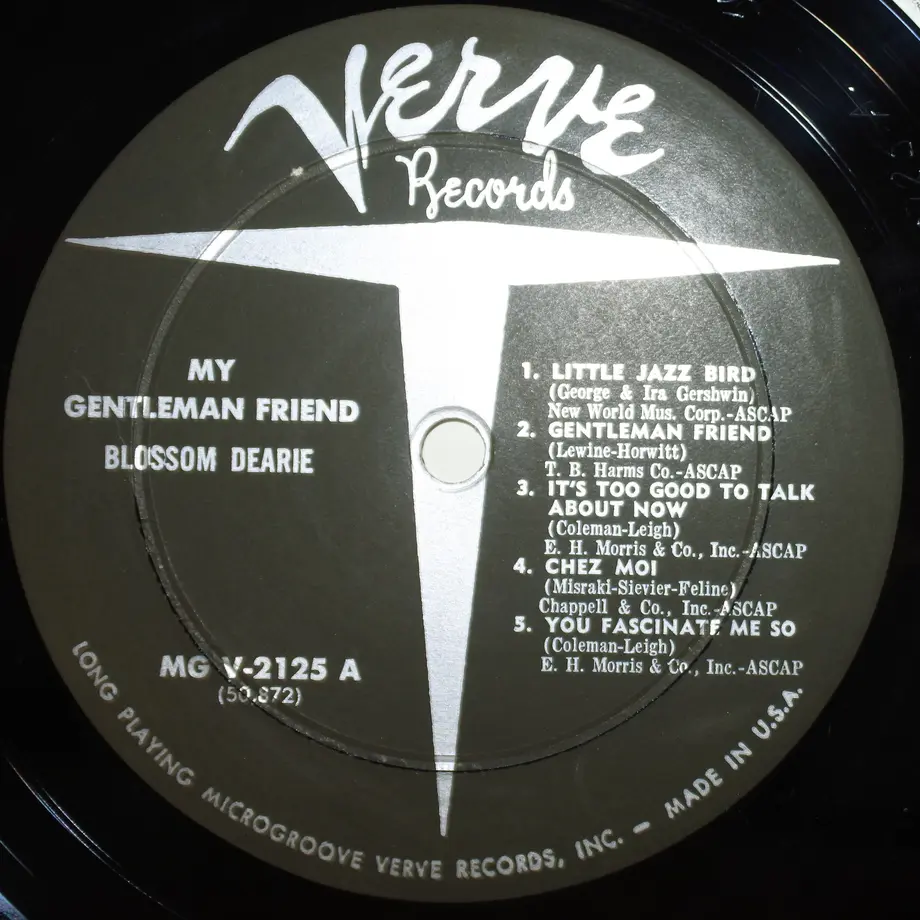 Verve
Records
MY
GENTLEMAN FRIEND
BLOSSOM DEARIE
MG V-2125 A
(50,872)
1. LITTLE JAZZ BIRD
(George & Ira Gershwin)
New World Mus. Corp.-ASCAP
2. GENTLEMAN FRIEND
(Lewine-Horwitt)
T. B. Harms Co.-ASCAP
3. IT'S TOO GOOD TO TALK
ABOUT NOW
(Coleman-Leigh)
E. H. Morris & Co., Inc.-ASCAP
4. CHEZ MOI
(Misraki-Sievier-Feline)
Chappell & Co., Inc.-ASCAP
5. YOU FASCINATE ME SO
(Coleman-Leigh)
E. H. Morris & Co., Inc.-ASCAP
LONG PLAYING MICROGROOVE VERVE RECORDS, INC. – MADE IN U.S.A.